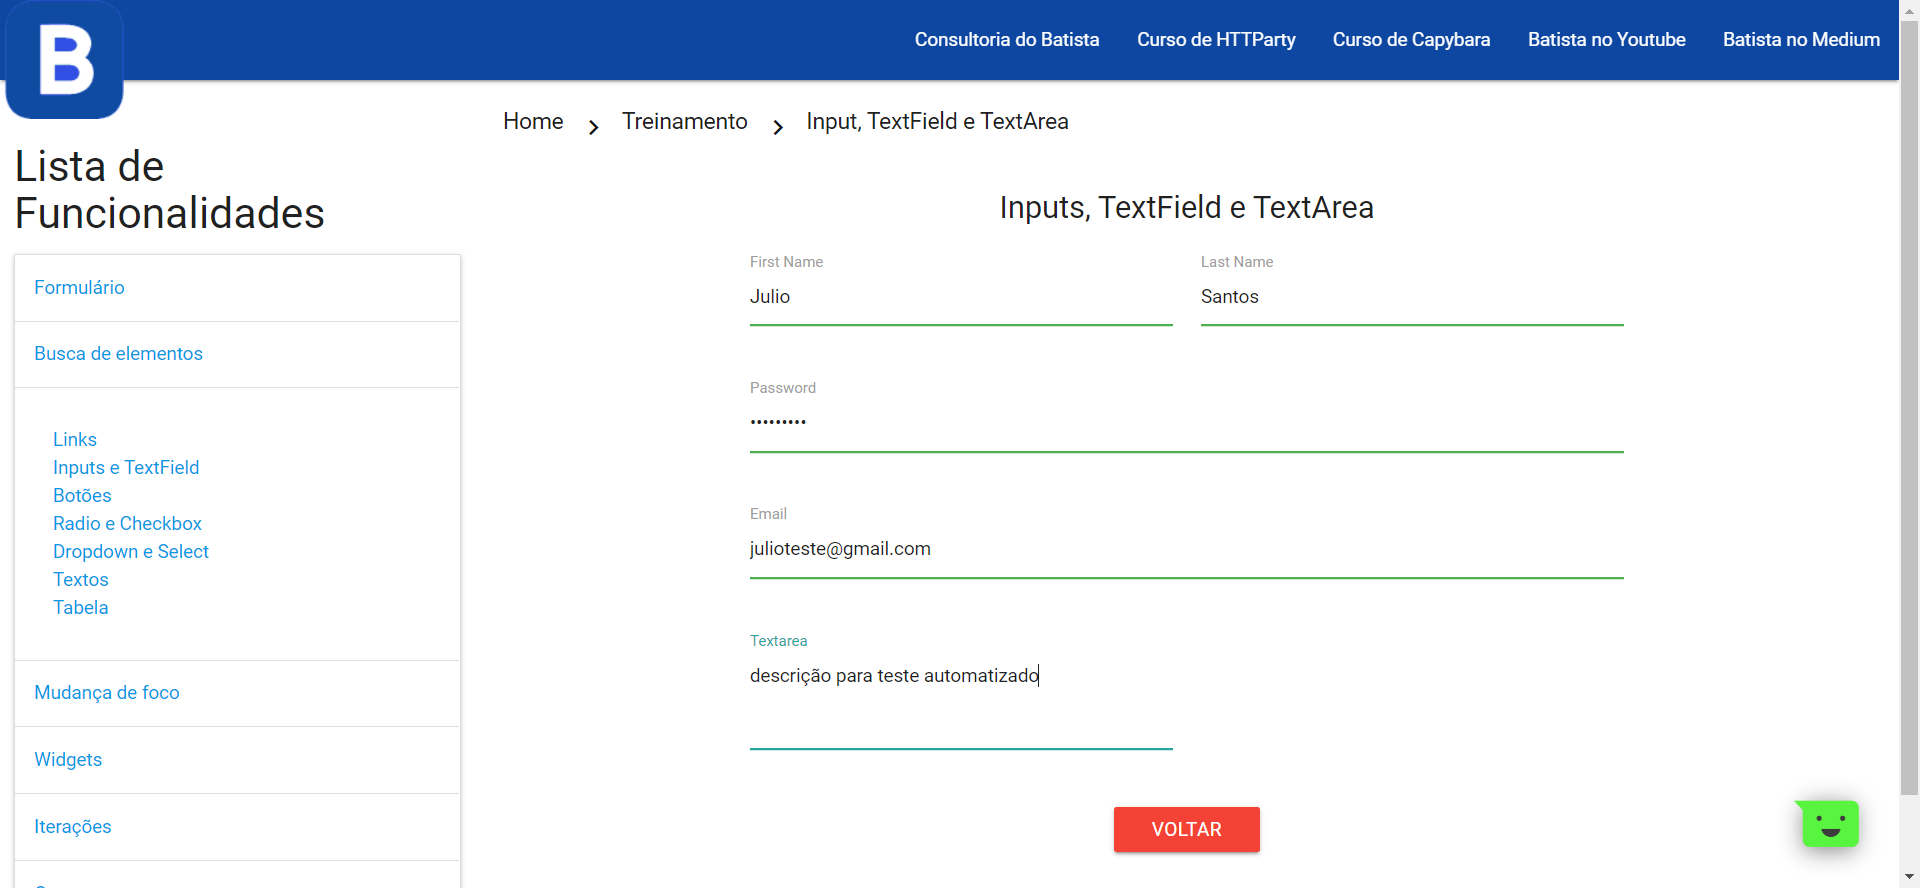 B
Consultoria do Batista
Curso de HTTParty
Curso de Capybara
Batista no Youtube
Batista no Medium
Home
Treinamento
Input, TextField e TextArea
Lista de
Funcionalidades
Formulário
Busca de elementos
Links
Inputs e TextField
Botões
Radio e Checkbox
Dropdown e Select
Textos
Tabela
Mudança de foco
Widgets
Iterações
Inputs, TextField e TextArea
First Name
Julio
Last Name
Santos
Password
•••••••••
Email
julioteste@gmail.com
Textarea
descrição para teste automatizado
VOLTAR